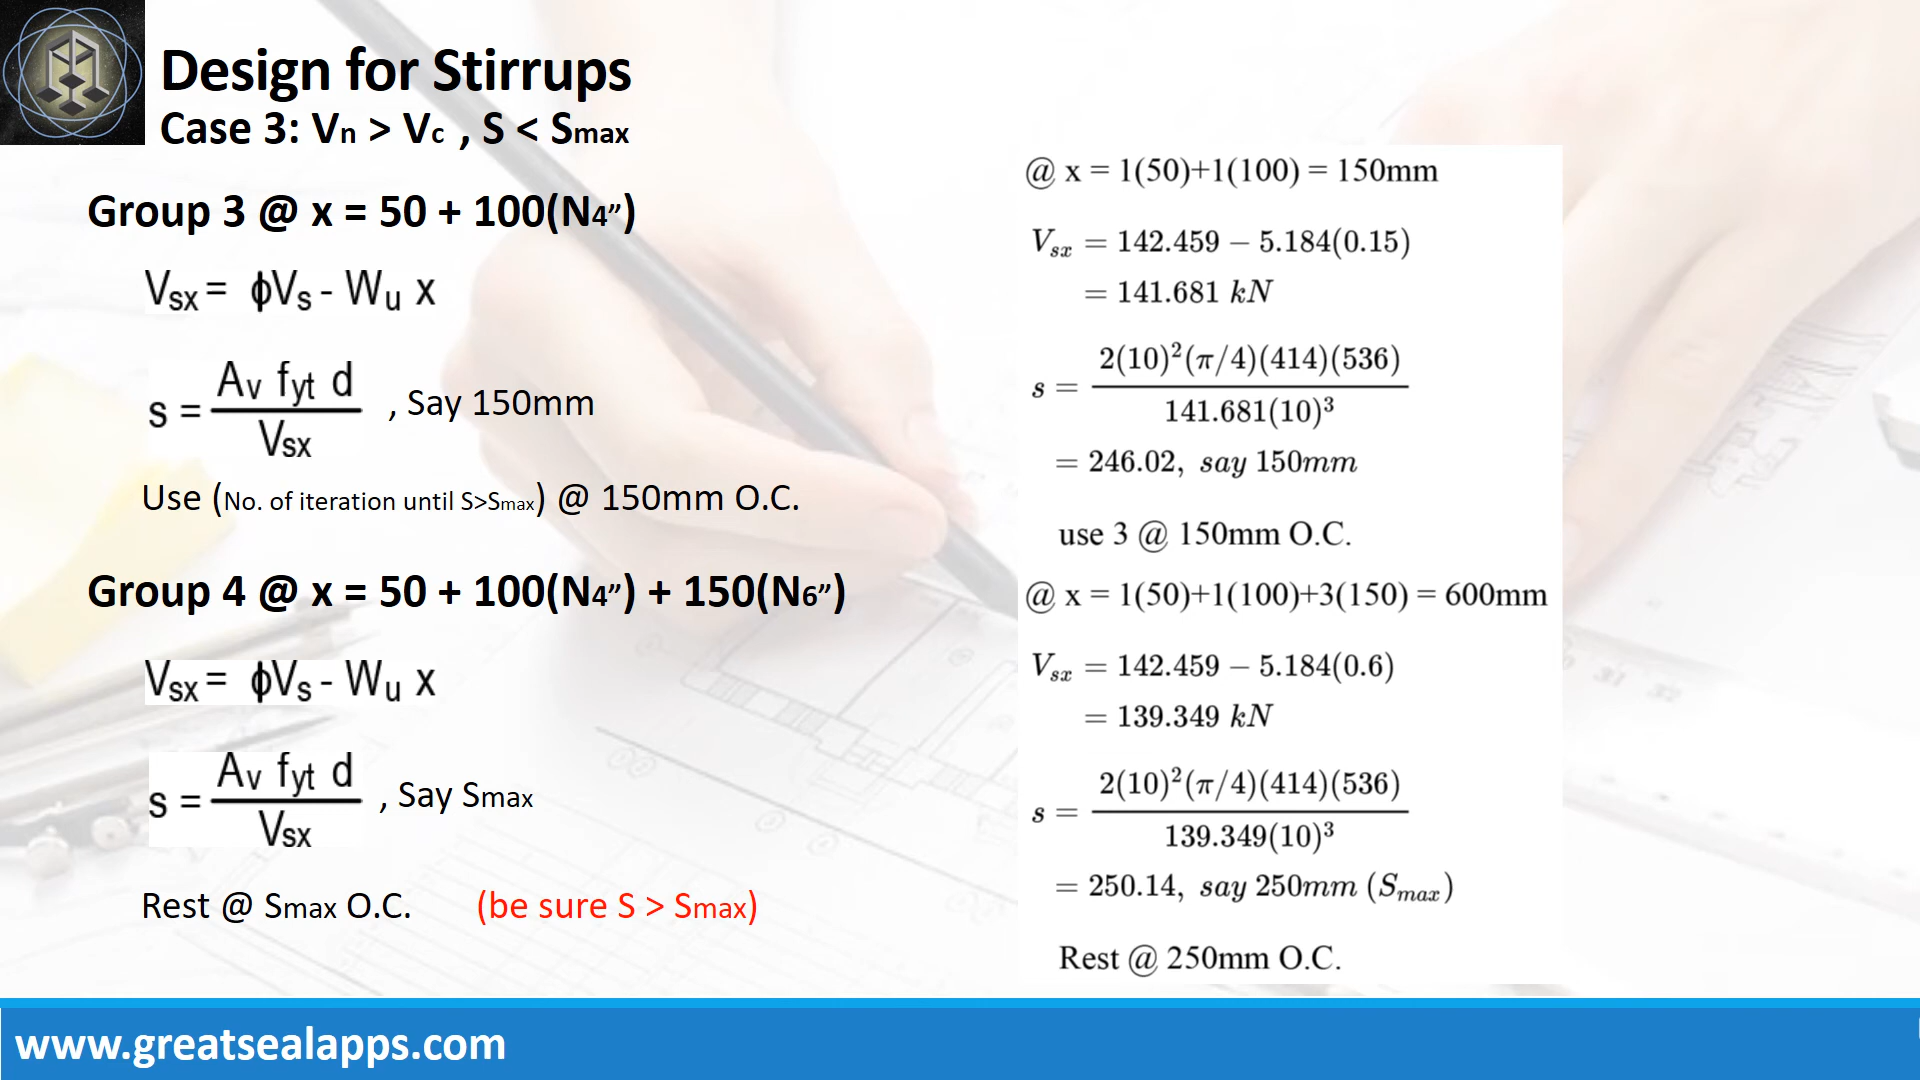 Design for Stirrups
Case 3: Vn > Vc , S < Smax
Group 3 @ x = 50 + 100(N4”)
Vsx = ϕVs - Wu x
s = Av fyt d / Vsx , Say 150mm
Use (No. of iteration until S>Smax) @ 150mm O.C.
Group 4 @ x = 50 + 100(N4”) + 150(N6”)
Vsx = ϕVs - Wu x
s = Av fyt d / Vsx , Say Smax
Rest @ Smax O.C. (be sure S > Smax)
@ x = 1(50)+1(100) = 150mm
Vsx = 142.459 − 5.184(0.15)
= 141.681 kN
s = 2(10)²(π/4)(414)(536) / 141.681(10)³
= 246.02, say 150mm
use 3 @ 150mm O.C.
@ x = 1(50)+1(100)+3(150) = 600mm
Vsx = 142.459 − 5.184(0.6)
= 139.349 kN
s = 2(10)²(π/4)(414)(536) / 139.349(10)³
= 250.14, say 250mm (Smax)
Rest @ 250mm O.C.
www.greatsealapps.com